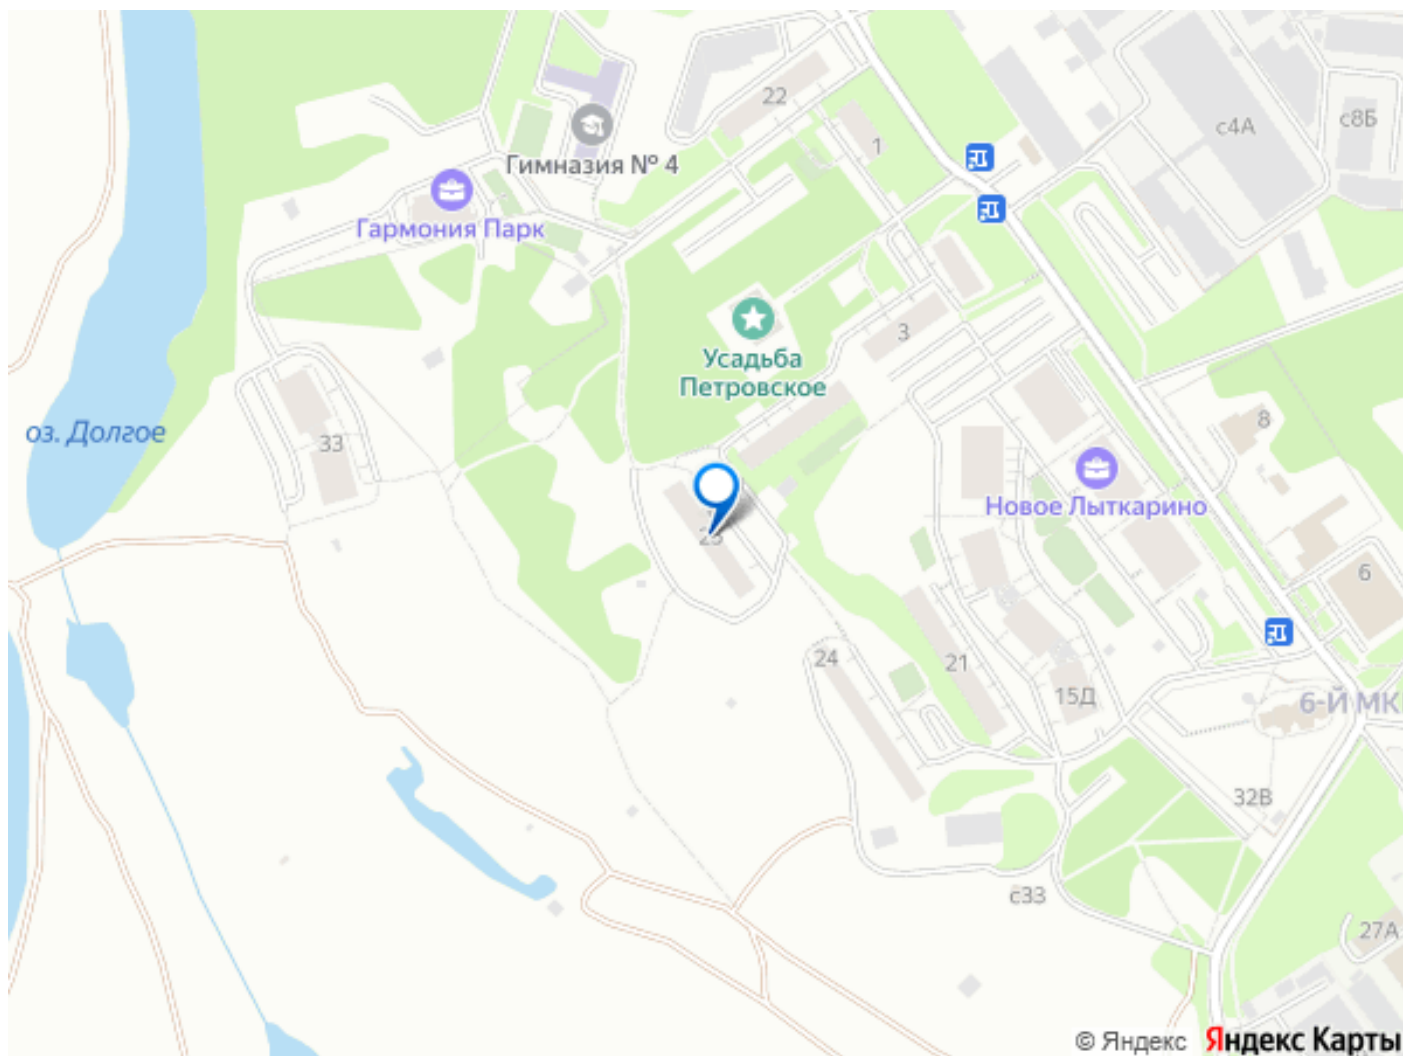 22
1
с4А
с8Б
Гимназия № 4
Гармония Парк
Усадьба
Петровское
3
оз. Долгое
33
8
Новое Лыткарино
6
24
21
15Д
6-Й МК
32В
с33
27А
© Яндекс Яндекс Карты